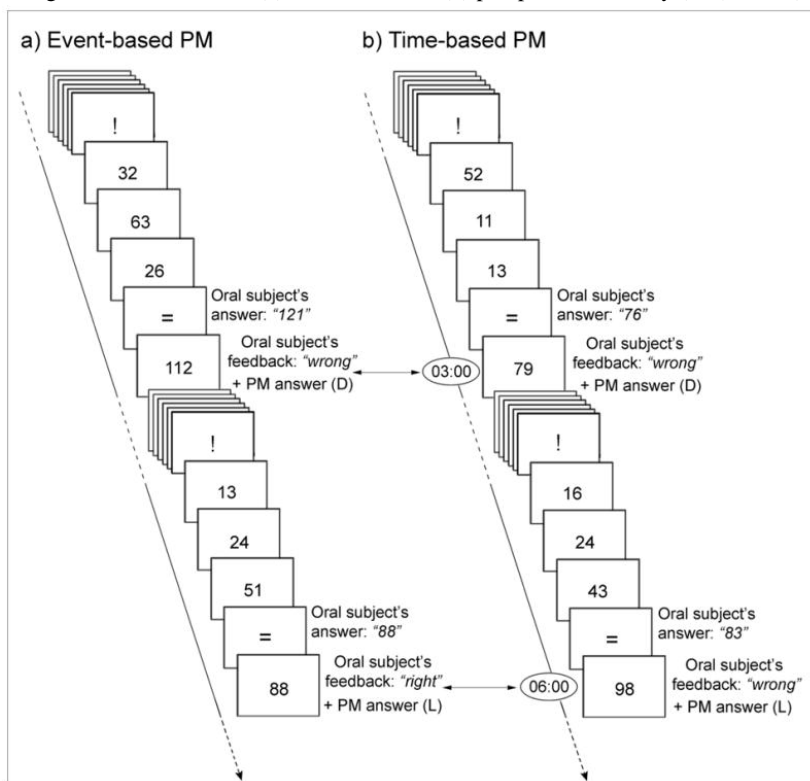 a) Event-based PM
!
32
63
26
=
Oral subject's
answer: "121"
112
Oral subject's
feedback: "wrong"
+ PM answer (D)
!
13
24
51
=
Oral subject's
answer: "88"
88
Oral subject's
feedback: "right"
+ PM answer (L)
b) Time-based PM
!
52
11
13
=
Oral subject's
answer: "76"
03:00
79
Oral subject's
feedback: "wrong"
+ PM answer (D)
!
16
24
43
=
Oral subject's
answer: "83"
06:00
98
Oral subject's
feedback: "wrong"
+ PM answer (L)